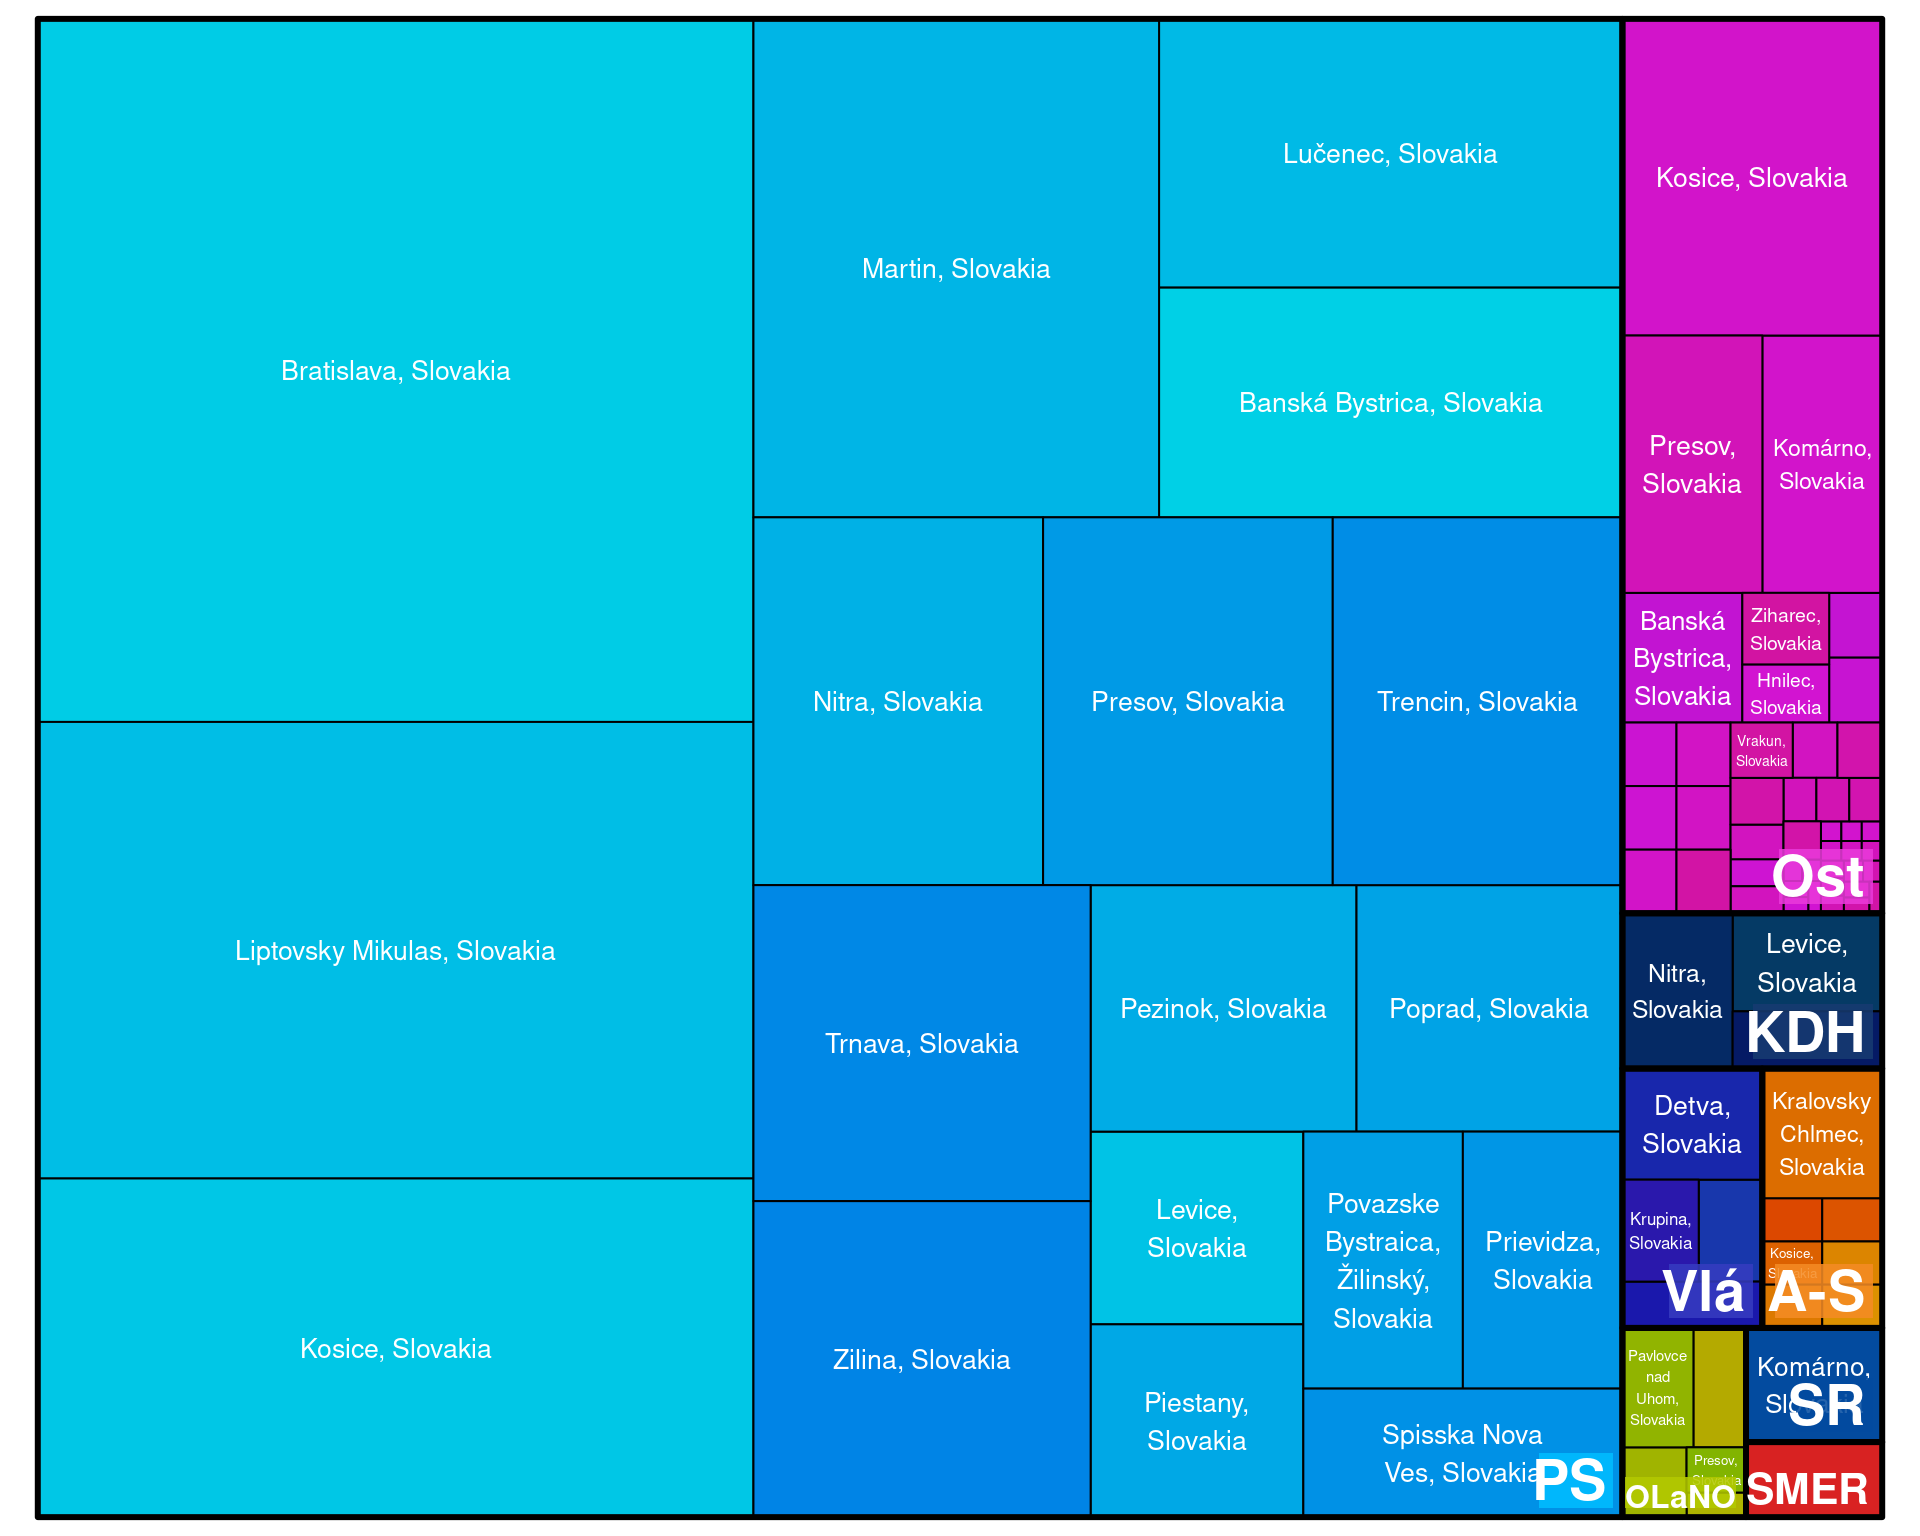 Bratislava, Slovakia
Liptovsky Mikulas, Slovakia
Kosice, Slovakia
Martin, Slovakia
Lučenec, Slovakia
Banská Bystrica, Slovakia
Nitra, Slovakia
Presov, Slovakia
Trencin, Slovakia
Trnava, Slovakia
Zilina, Slovakia
Pezinok, Slovakia
Poprad, Slovakia
Levice,
Slovakia
Piestany,
Slovakia
Povazske
Bystraica,
Žilinský,
Slovakia
Prievidza,
Slovakia
Spisska Nova
Ves, Slovakia
PS
Kosice, Slovakia
Presov,
Slovakia
Komárno,
Slovakia
Banská
Bystrica,
Slovakia
Ziharec,
Slovakia
Hnilec,
Slovakia
Vrakun,
Slovakia
Ost
Nitra,
Slovakia
Levice,
Slovakia
KDH
Detva,
Slovakia
Krupina,
Slovakia
Vlá
Kralovsky
Chlmec,
Slovakia
Kosice,
A-S
Pavlovce
nad
Uhom,
Slovakia
Presov,
OLaNO
Komárno,
SR
SMER